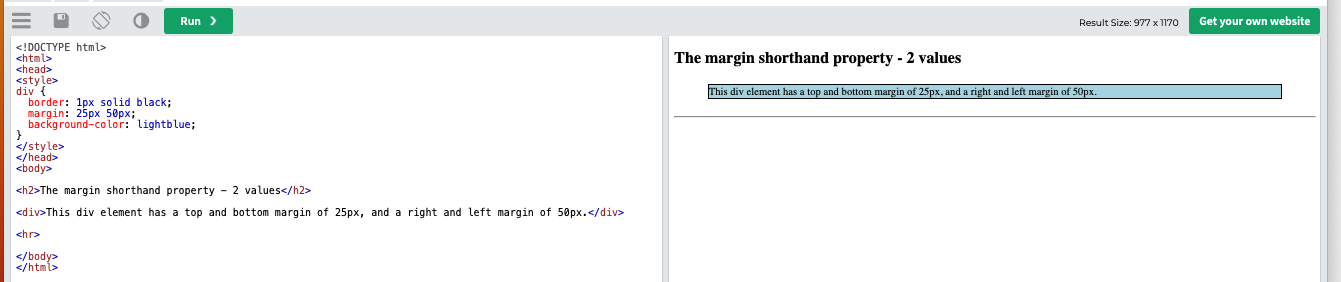 Run ❯
Result Size: 977 x 1170
Get your own website
<!DOCTYPE html>
<html>
<head>
<style>
div {
  border: 1px solid black;
  margin: 25px 50px;
  background-color: lightblue;
}
</style>
</head>
<body>
<h2>The margin shorthand property - 2 values</h2>
<div>This div element has a top and bottom margin of 25px, and a right and left margin of 50px.</div>
<hr>
</body>
</html>
The margin shorthand property - 2 values
This div element has a top and bottom margin of 25px, and a right and left margin of 50px.